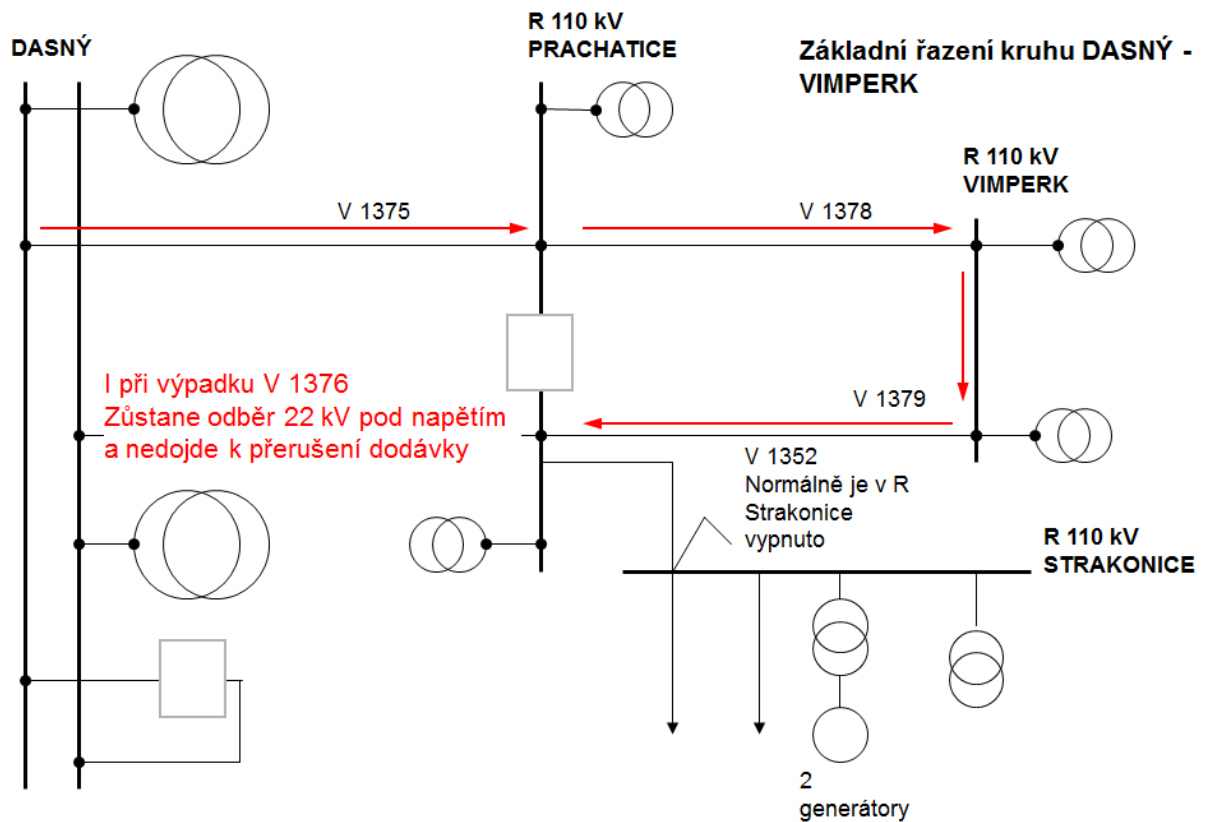 DASNÝ
R 110 kV
PRACHATICE
Základní řazení kruhu DASNÝ -
VIMPERK
R 110 kV
VIMPERK
V 1375
V 1378
I při výpadku V 1376
Zůstane odběr 22 kV pod napětím
a nedojde k přerušení dodávky
V 1379
V 1352
Normálně je v R
Strakonice
vypnuto
R 110 kV
STRAKONICE
2
generátory